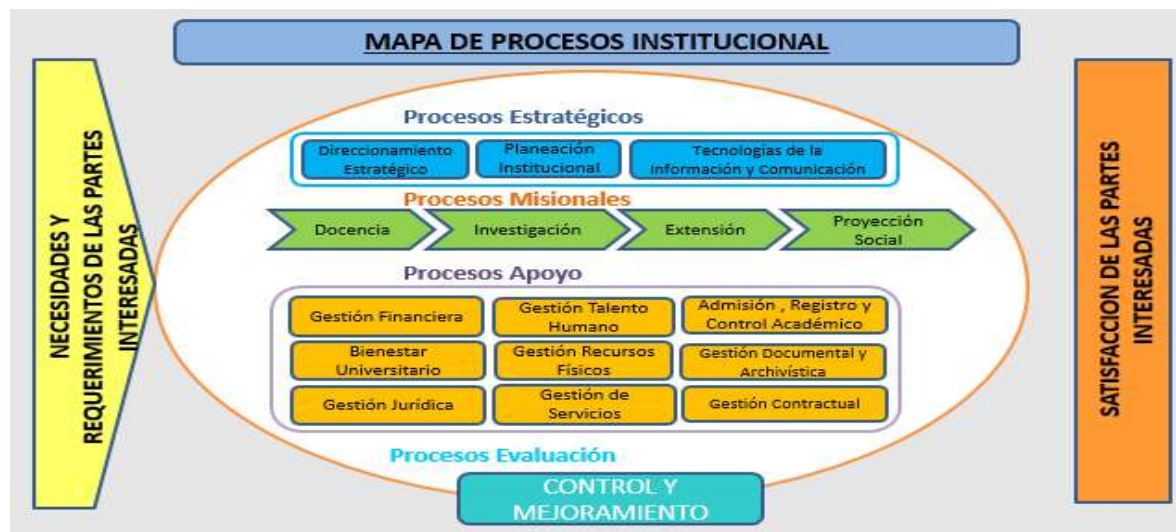 MAPA DE PROCESOS INSTITUCIONAL
NECESIDADES Y
REQUERIMIENTOS DE LAS PARTES
INTERESADAS
Procesos Estratégicos
Direccionamiento
Estratégico
Planeación
Institucional
Tecnologías de la
Información y Comunicación
Procesos Misionales
Docencia
Investigación
Extensión
Proyección
Social
Procesos Apoyo
Gestión Financiera
Gestión Talento
Humano
Admisión , Registro y
Control Académico
Bienestar
Universitario
Gestión Recursos
Físicos
Gestión Documental y
Archivística
Gestión Jurídica
Gestión de
Servicios
Gestión Contractual
Procesos Evaluación
CONTROL Y
MEJORAMIENTO
SATISFACCION DE LAS PARTES
INTERESADAS